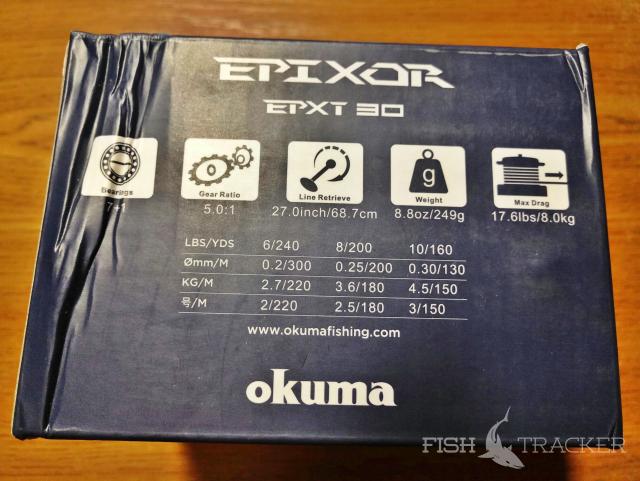 EPIXOR
EPXT 30
g
Bearings Gear Ratio Line Retrieve Weight Max Drag
7+1 5.0:1 27.0inch/68.7cm 8.8oz/249g 17.6lbs/8.0kg
LBS/YDS 6/240 8/200 10/160
Ømm/M 0.2/300 0.25/200 0.30/130
KG/M 2.7/220 3.6/180 4.5/150
号/M 2/220 2.5/180 3/150
www.okumafishing.com
okuma
FISH TRACKER